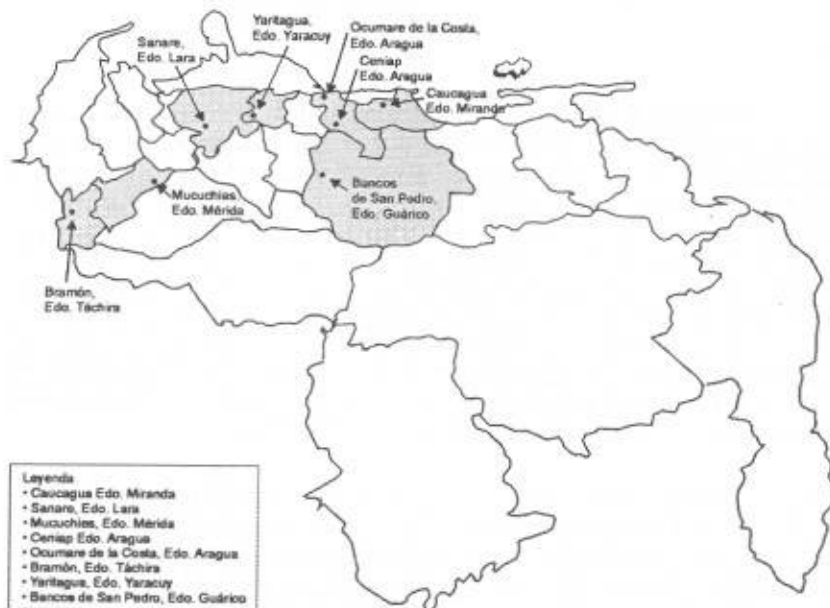 Yaritagua,
Edo. Yaracuy
Ocumare de la Costa,
Edo. Aragua
Sanare,
Edo. Lara
Ceniap
Edo. Aragua
Caucagua
Edo. Miranda
Mucuchies,
Edo. Mérida
Bancos
de San Pedro,
Edo. Guárico
Bramón,
Edo. Táchira
Leyenda
• Caucagua Edo. Miranda
• Sanare, Edo. Lara
• Mucuchies, Edo. Mérida
• Ceniap Edo. Aragua
• Ocumare de la Costa, Edo. Aragua
• Bramón, Edo. Táchira
• Yaritagua, Edo. Yaracuy
• Bancos de San Pedro, Edo. Guárico